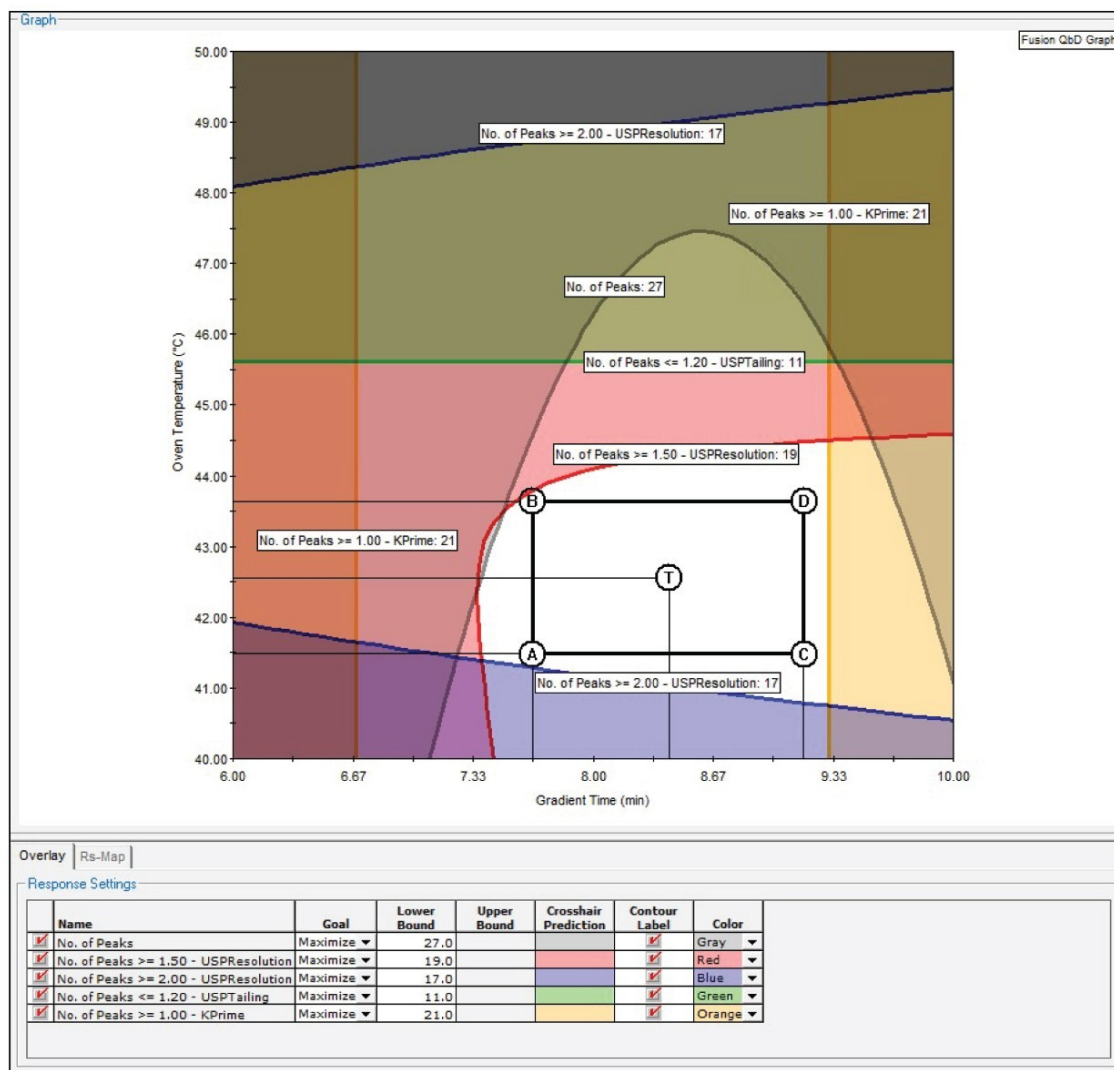 Graph
Fusion QbD Graph
50.00
49.00
48.00
47.00
46.00
45.00
44.00
43.00
42.00
41.00
40.00
Oven Temperature (°C)
No. of Peaks >= 2.00 - USPResolution: 17
No. of Peaks >= 1.00 - KPrime: 21
No. of Peaks: 27
No. of Peaks <= 1.20 - USPTailing: 11
No. of Peaks >= 1.50 - USPResolution: 19
B
D
No. of Peaks >= 1.00 - KPrime: 21
T
A
C
No. of Peaks >= 2.00 - USPResolution: 17
6.00 6.67 7.33 8.00 8.67 9.33 10.00
Gradient Time (min)
Overlay Rs-Map
Response Settings
Name Goal Lower Bound Upper Bound Crosshair Prediction Contour Label Color
No. of Peaks Maximize 27.0 Gray
No. of Peaks >= 1.50 - USPResolution Maximize 19.0 Red
No. of Peaks >= 2.00 - USPResolution Maximize 17.0 Blue
No. of Peaks <= 1.20 - USPTailing Maximize 11.0 Green
No. of Peaks >= 1.00 - KPrime Maximize 21.0 Orange